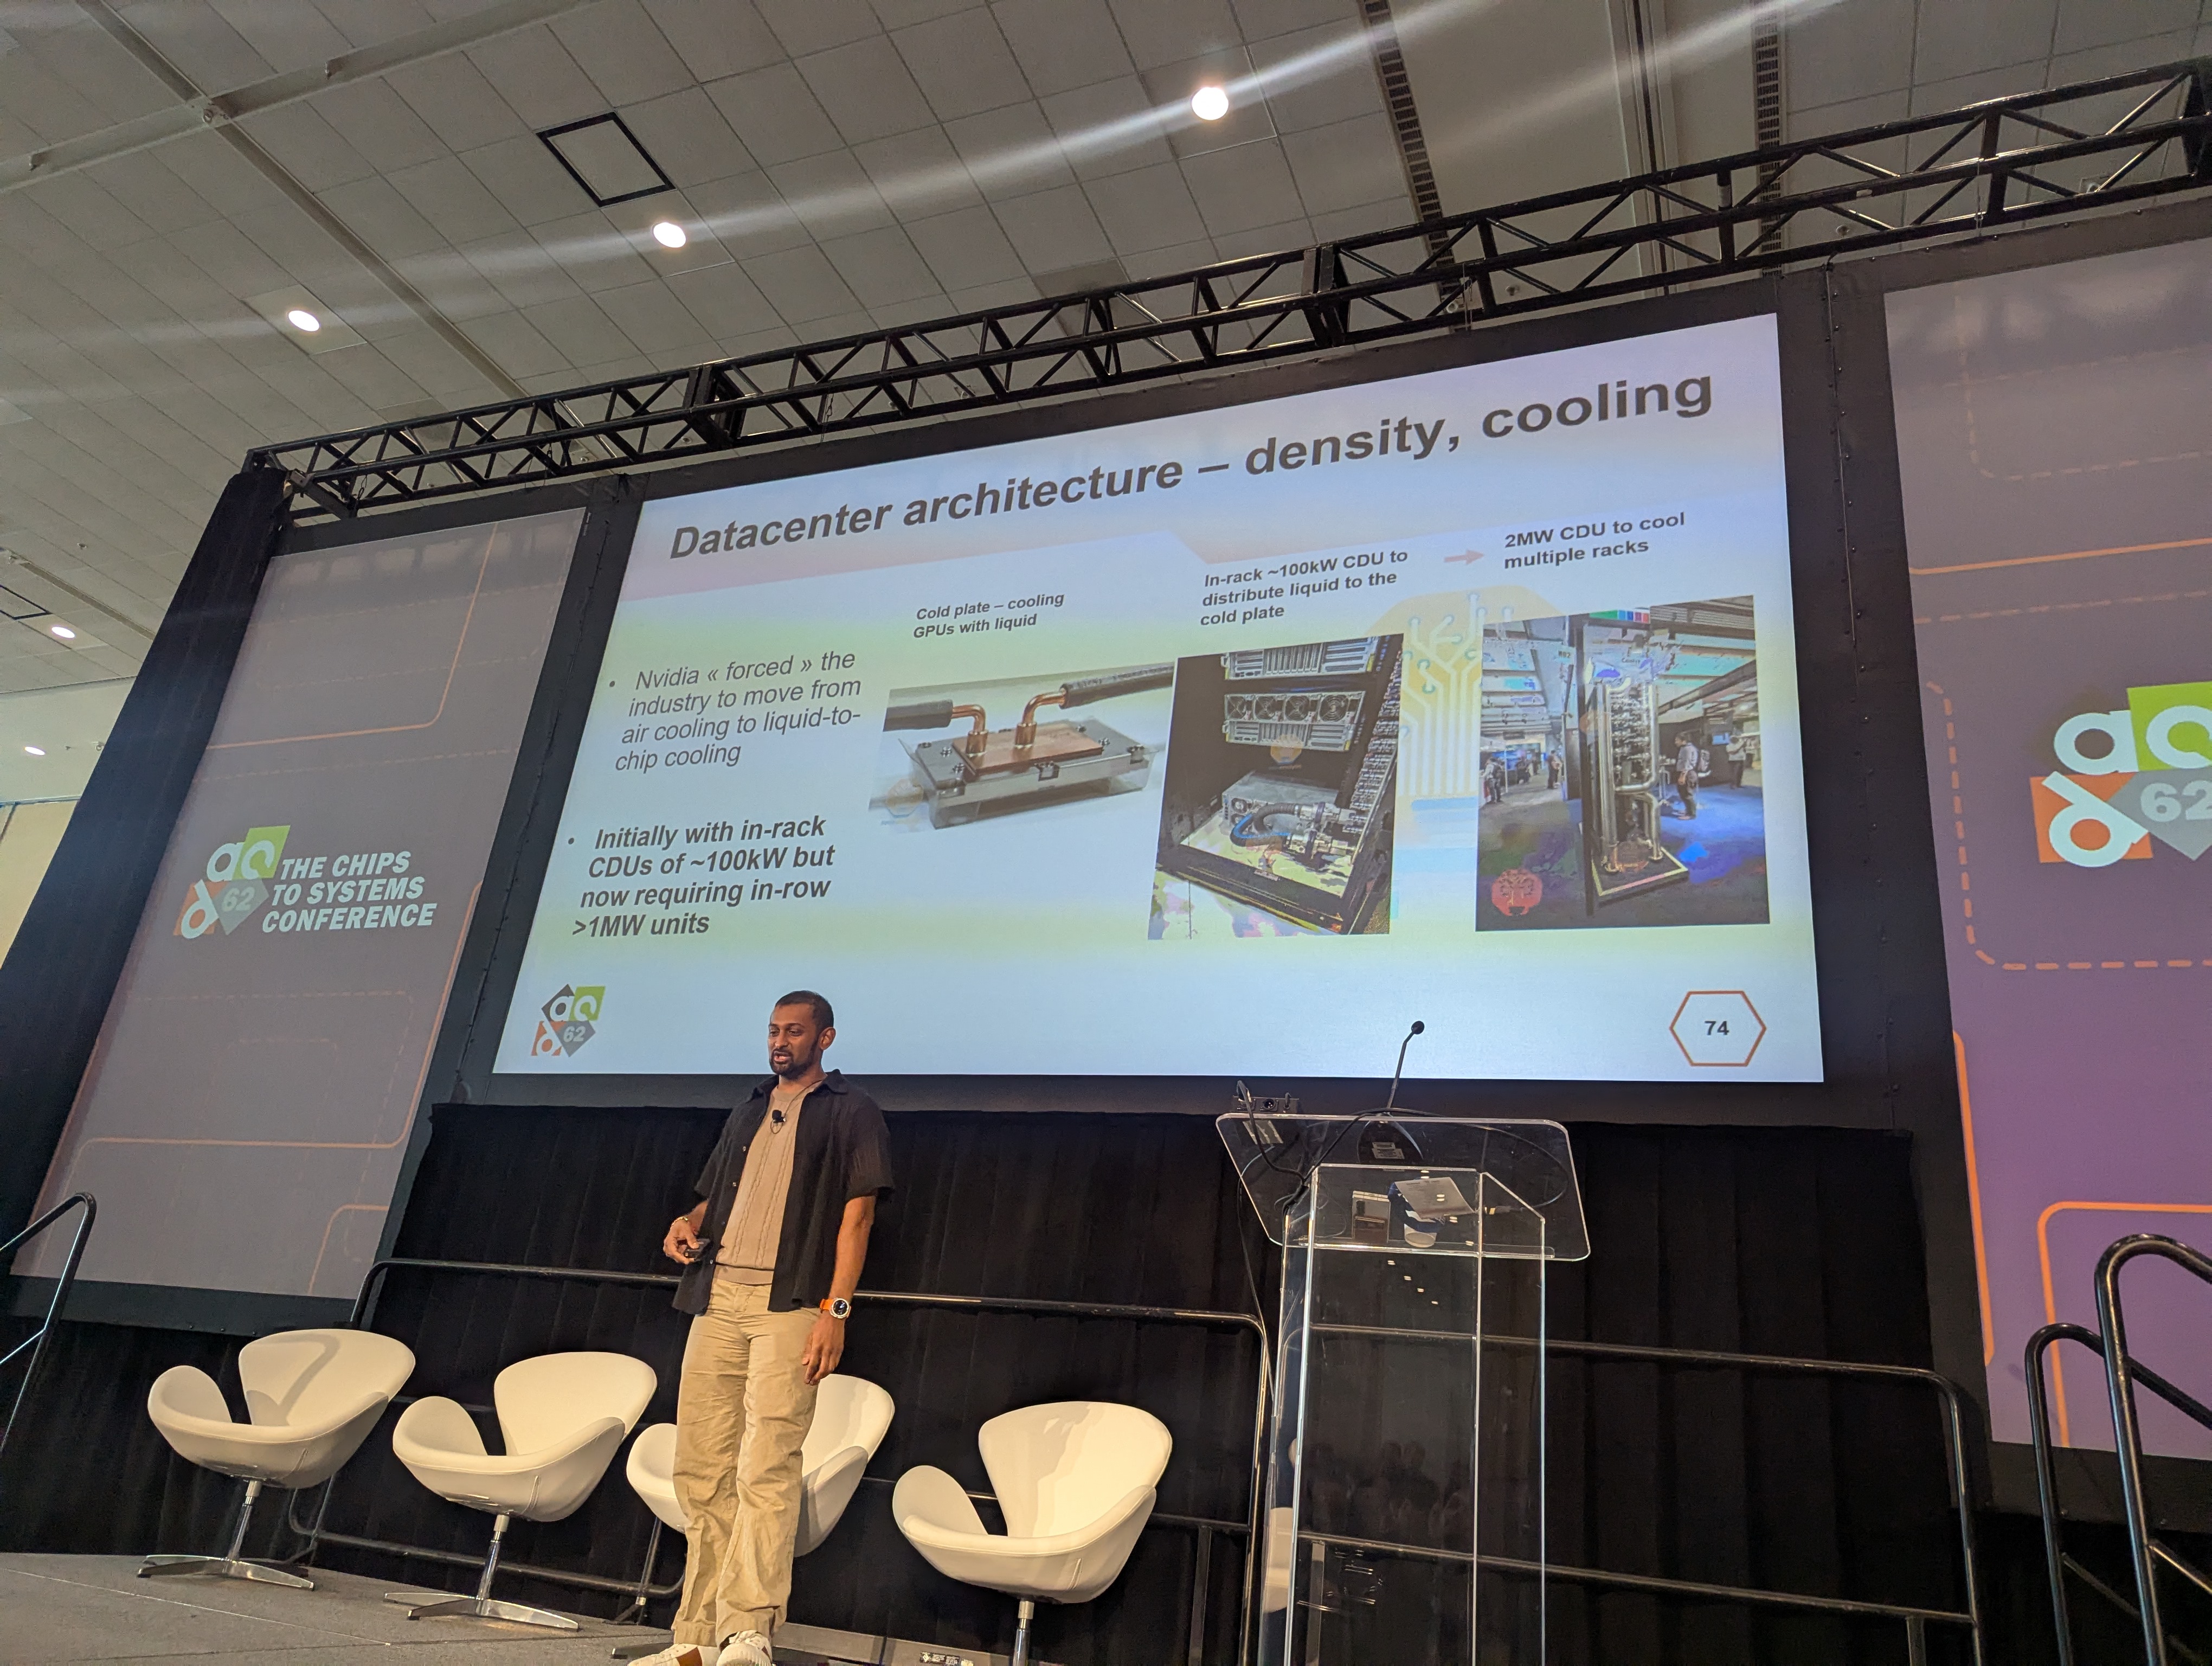 Datacenter architecture – density, cooling
Cold plate – cooling
GPUs with liquid
In-rack ~100kW CDU to
distribute liquid to the
cold plate
2MW CDU to cool
multiple racks
• Nvidia « forced » the
industry to move from
air cooling to liquid-to-
chip cooling
• Initially with in-rack
CDUs of ~100kW but
now requiring in-row
>1MW units
62
74
62
THE CHIPS
TO SYSTEMS
CONFERENCE
62